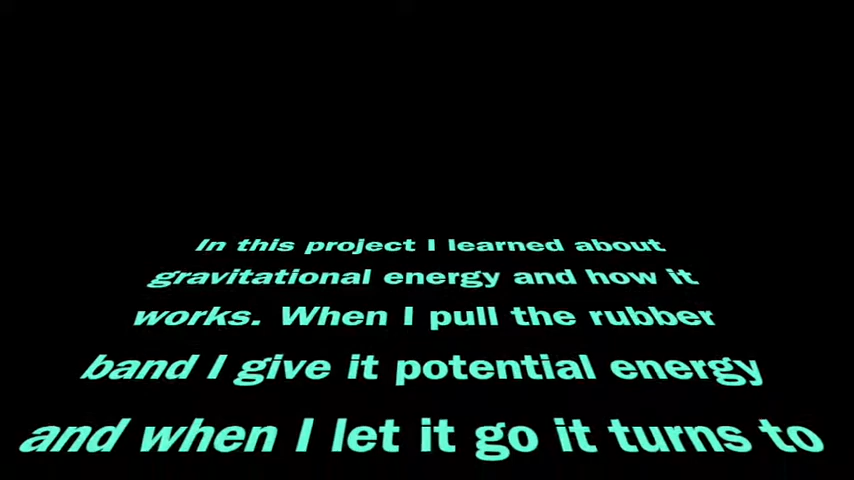 In this project I learned about
gravitational energy and how it
works. When I pull the rubber
band I give it potential energy
and when I let it go it turns to